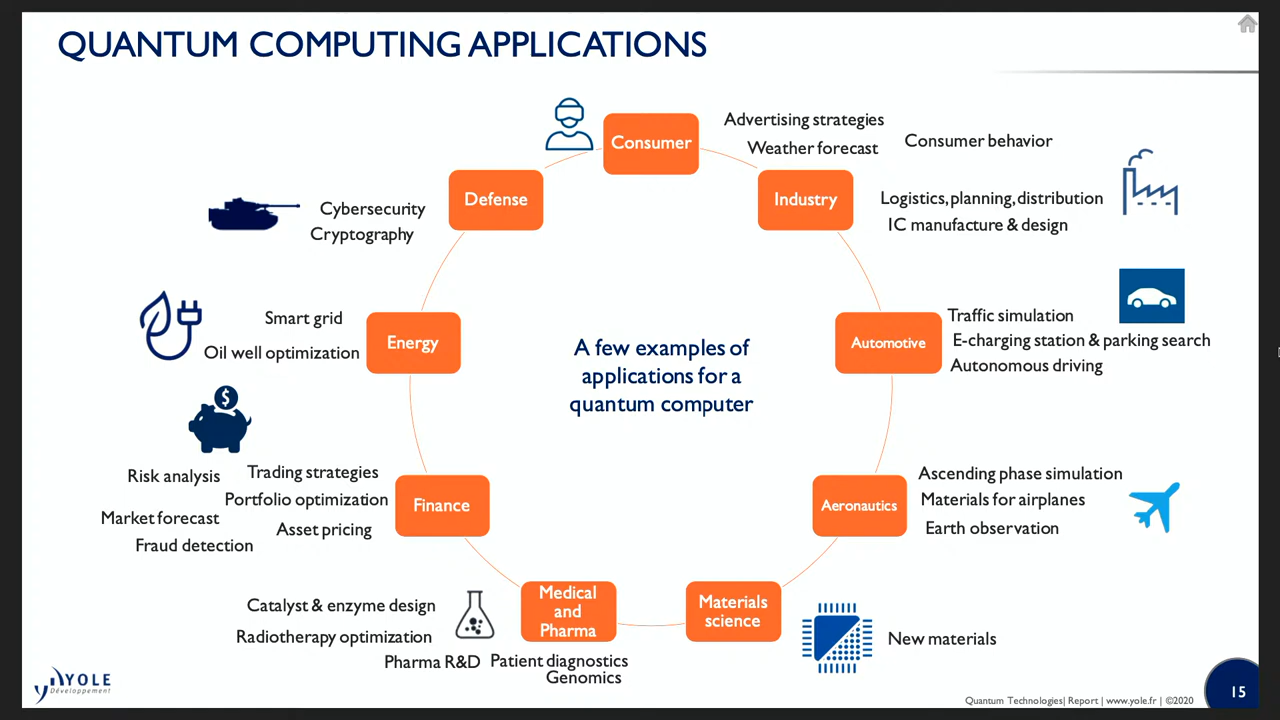 QUANTUM COMPUTING APPLICATIONS
Consumer
Advertising strategies
Weather forecast
Consumer behavior
Industry
Logistics, planning, distribution
IC manufacture & design
Automotive
Traffic simulation
E-charging station & parking search
Autonomous driving
Aeronautics
Ascending phase simulation
Materials for airplanes
Earth observation
Materials
science
New materials
Medical
and
Pharma
Catalyst & enzyme design
Radiotherapy optimization
Pharma R&D
Patient diagnostics
Genomics
Finance
Risk analysis
Trading strategies
Portfolio optimization
Market forecast
Asset pricing
Fraud detection
$
Energy
Smart grid
Oil well optimization
Defense
Cybersecurity
Cryptography
A few examples of
applications for a
quantum computer
YOLE
Développement
Quantum Technologies| Report | www.yole.fr | ©2020
15